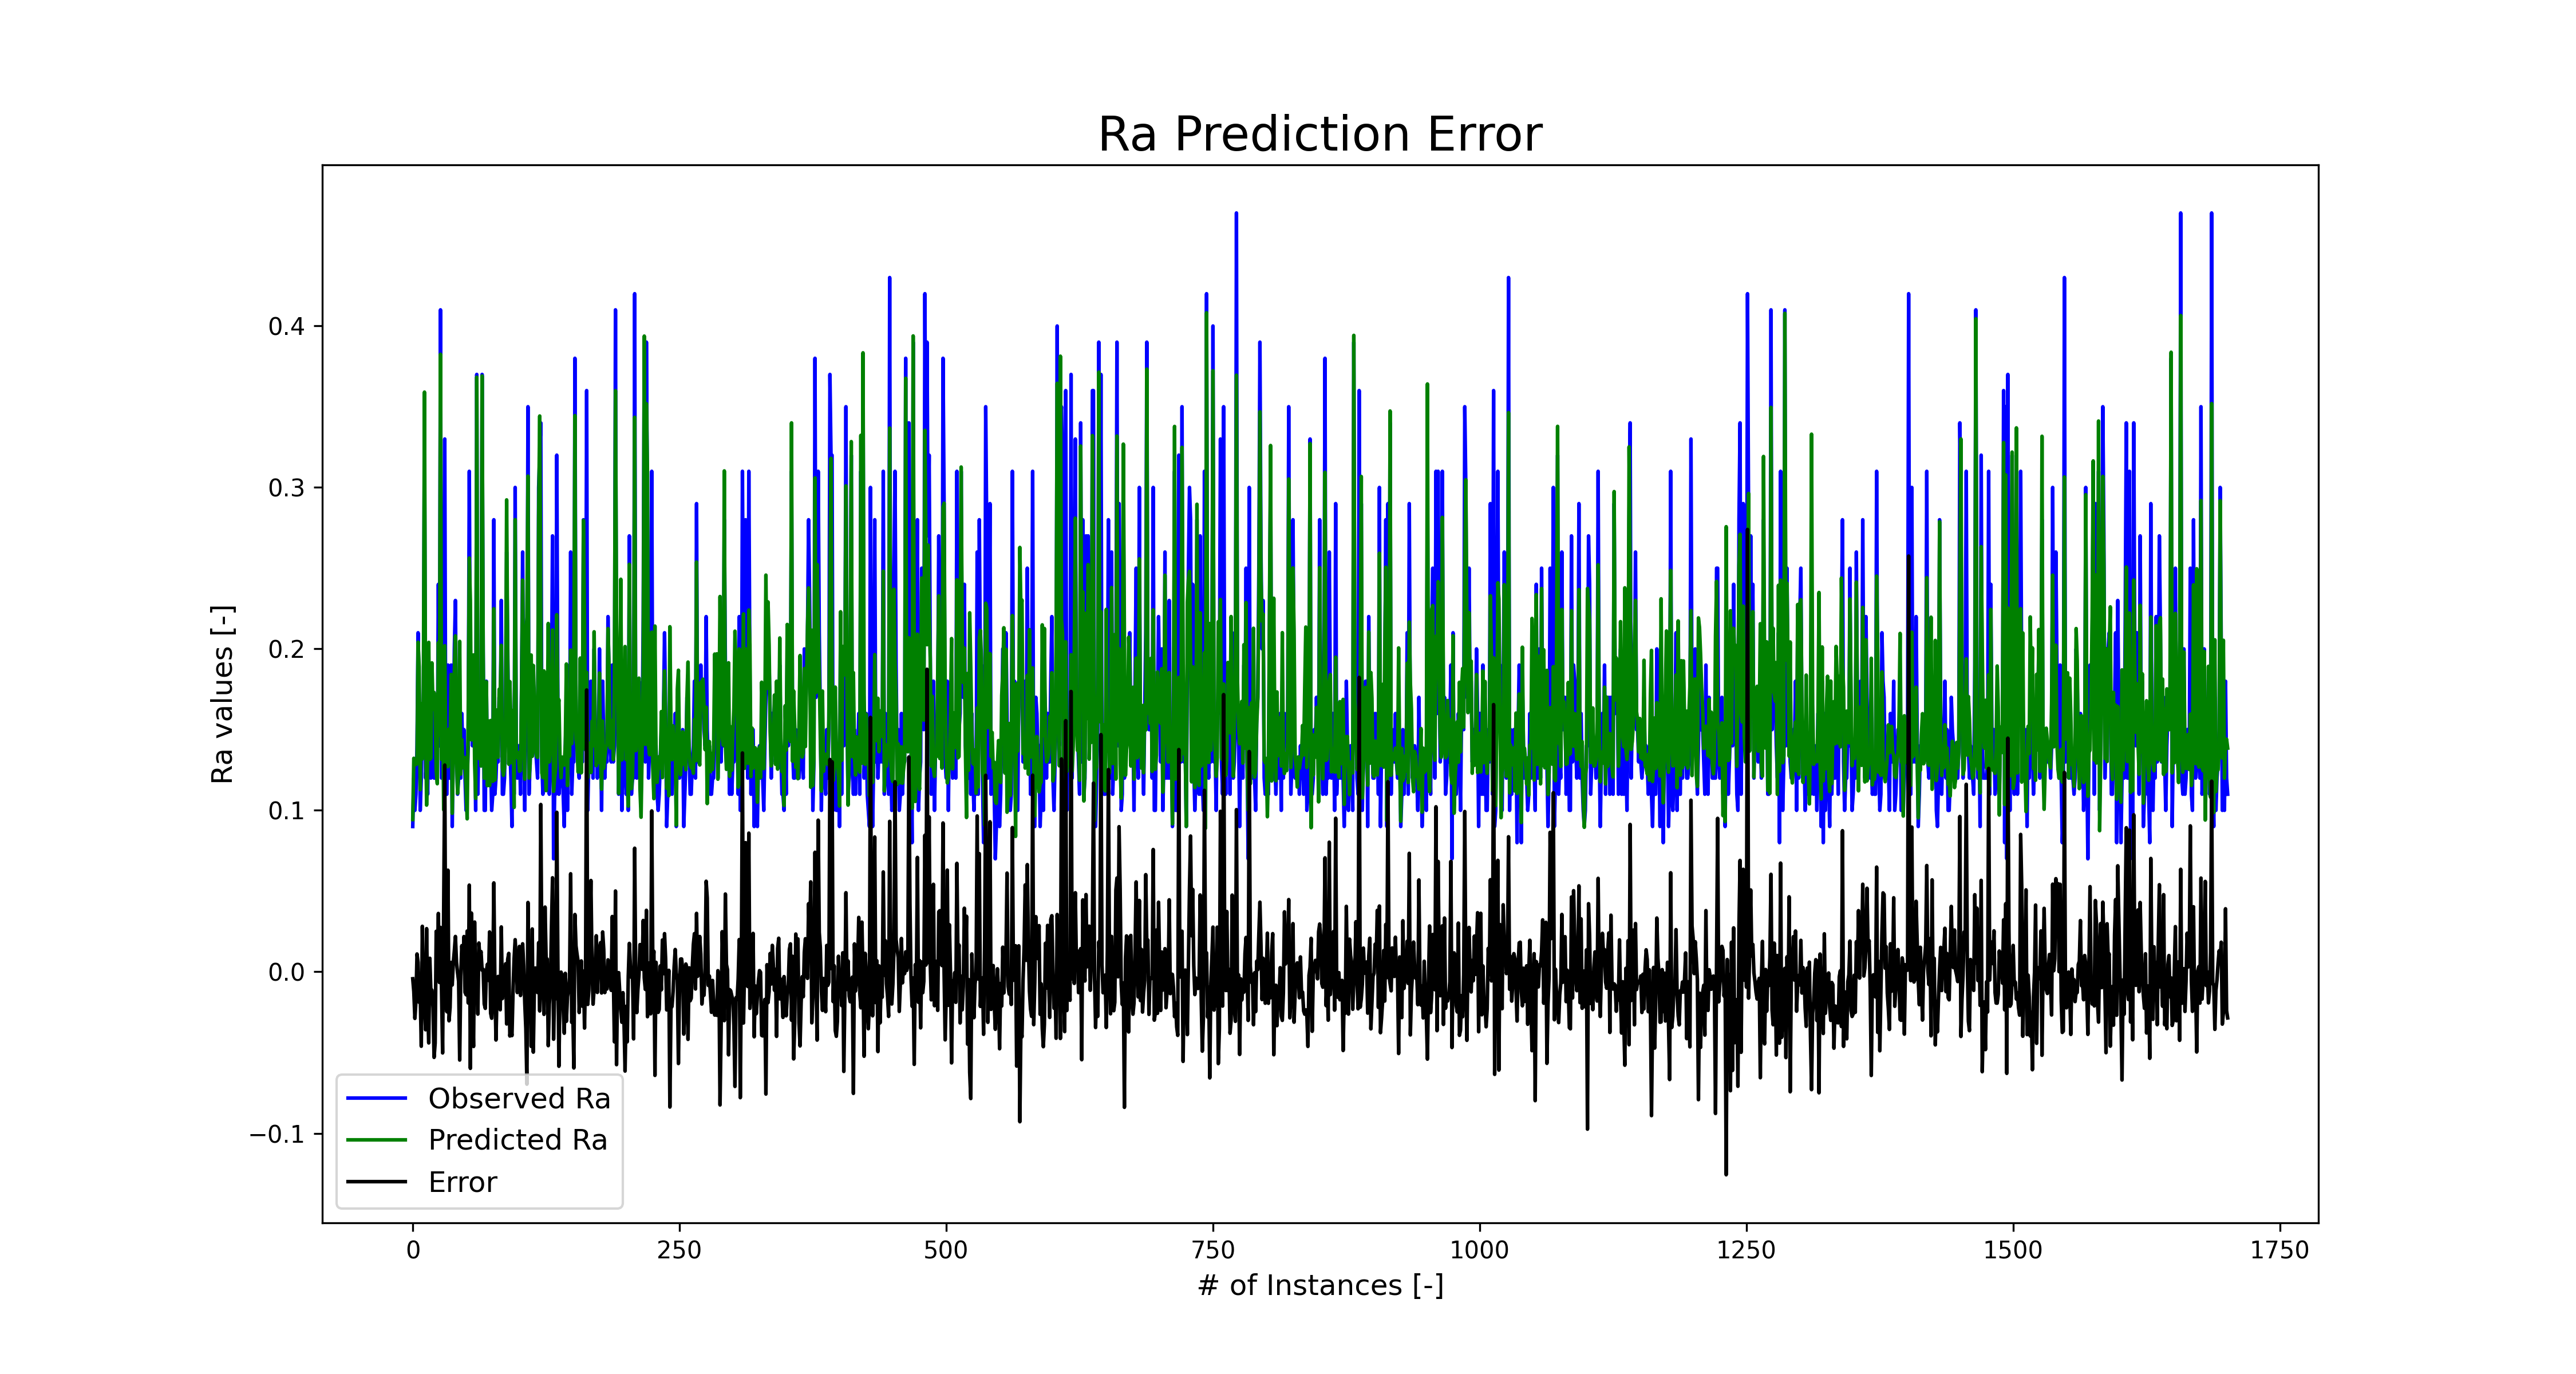 Ra Prediction Error
Ra values [-]
0.4
0.3
0.2
0.1
0.0
−0.1
Observed Ra
Predicted Ra
Error
0 250 500 750 1000 1250 1500 1750
# of Instances [-]